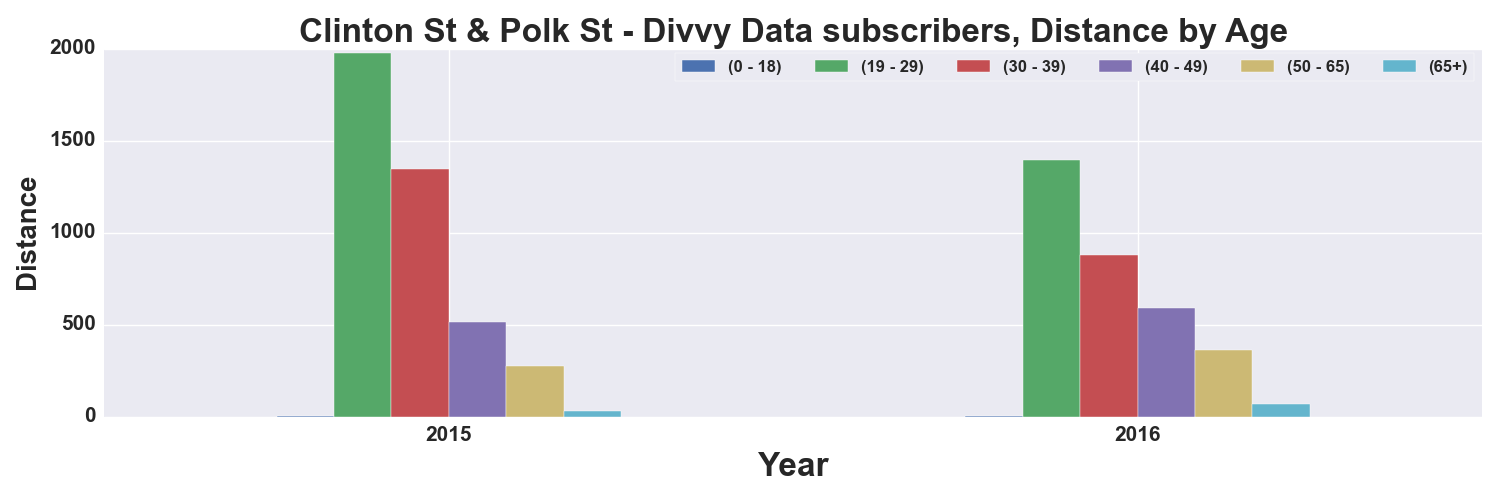 Clinton St & Polk St - Divvy Data subscribers, Distance by Age
(0 - 18) (19 - 29) (30 - 39) (40 - 49) (50 - 65) (65+)
Distance
2000
1500
1000
500
0
2015 2016
Year